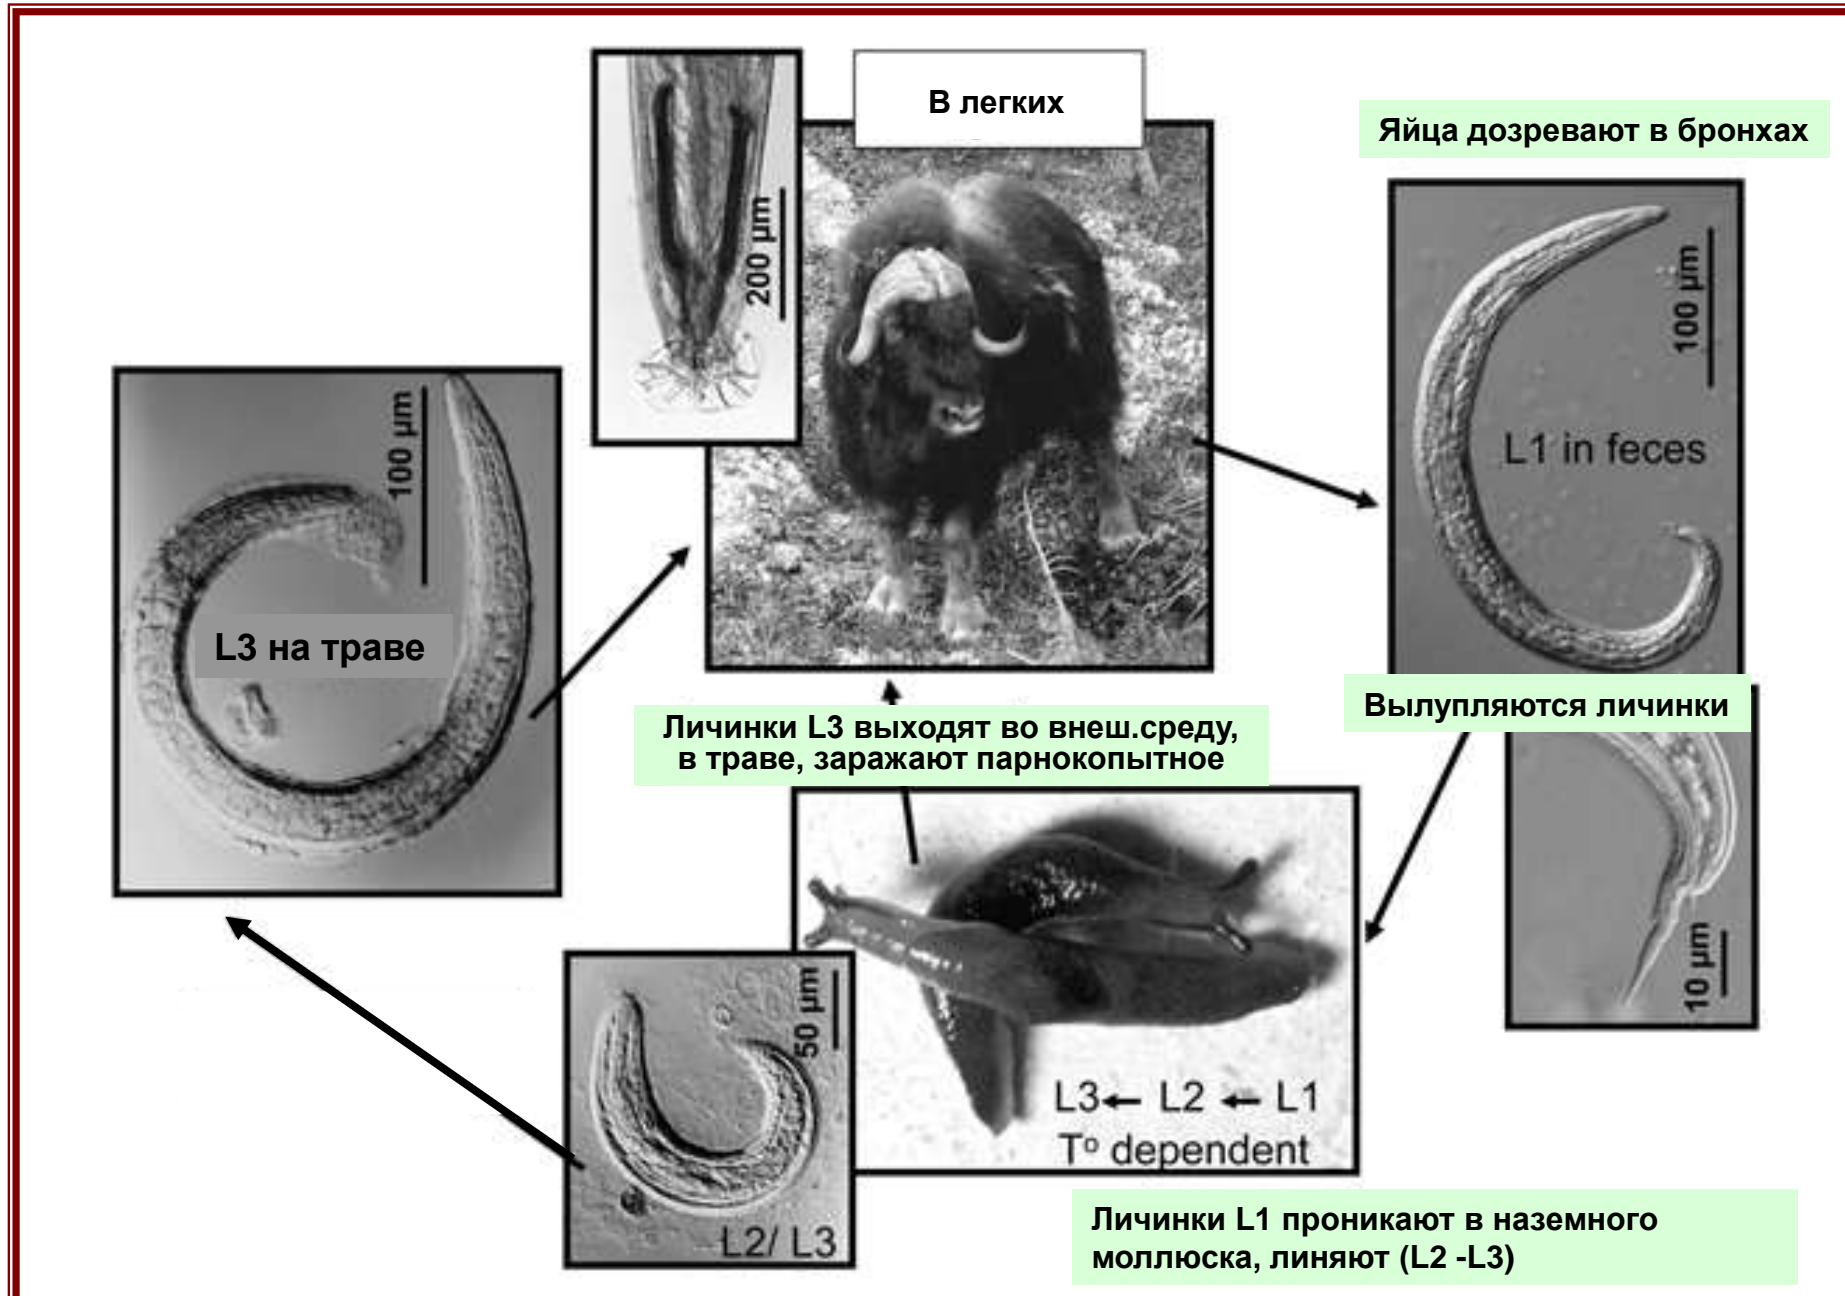 В легких
Яйца дозревают в бронхах
200 µm
100 µm
L1 in feces
100 µm
L3 на траве
Вылупляются личинки
Личинки L3 выходят во внеш.среду,
в траве, заражают парнокопытное
10 µm
50 µm
L2/ L3
L3← L2 ← L1
Tº dependent
Личинки L1 проникают в наземного
моллюска, линяют (L2 -L3)